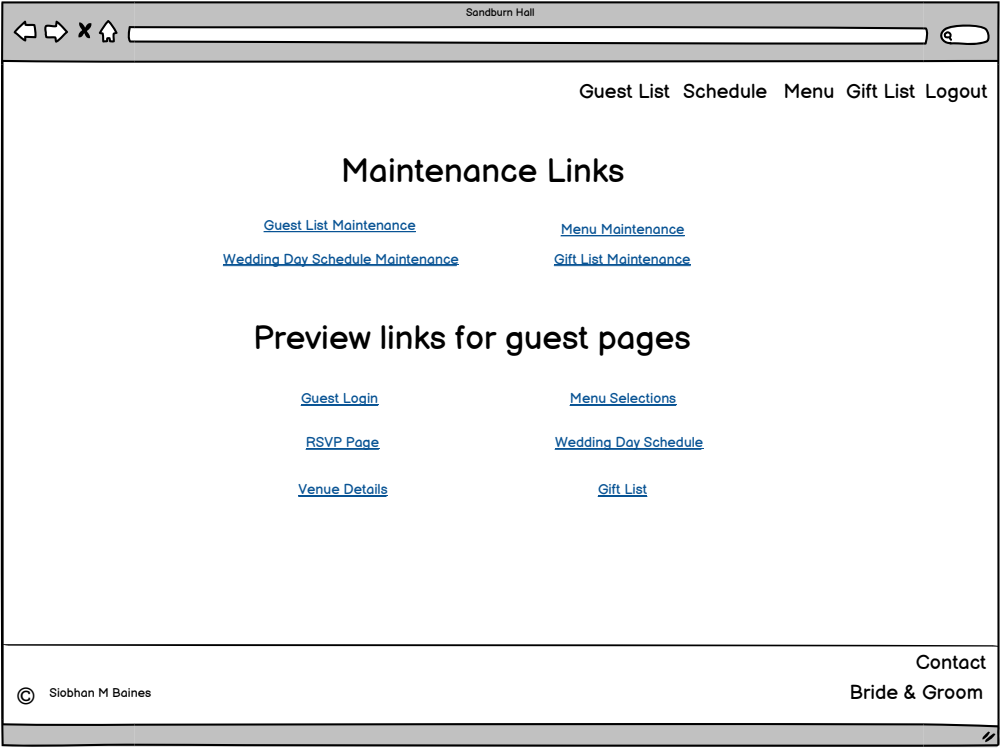 Sandburn Hall
Guest List Schedule Menu Gift List Logout
Maintenance Links
Guest List Maintenance
Menu Maintenance
Wedding Day Schedule Maintenance
Gift List Maintenance
Preview links for guest pages
Guest Login
Menu Selections
RSVP Page
Wedding Day Schedule
Venue Details
Gift List
Contact
© Siobhan M Baines
Bride & Groom